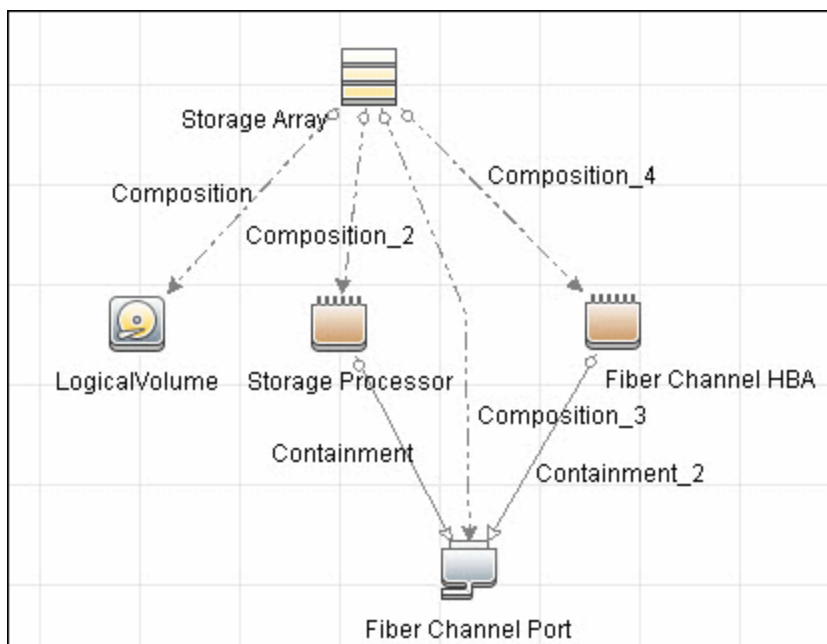 Storage Array
Composition
Composition_4
Composition_2
LogicalVolume
Storage Processor
Fiber Channel HBA
Composition_3
Containment
Containment_2
Fiber Channel Port